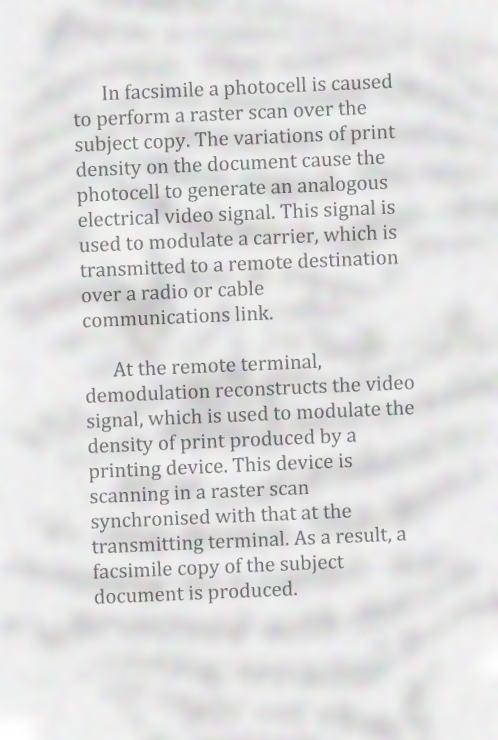 In facsimile a photocell is caused
to perform a raster scan over the
subject copy. The variations of print
density on the document cause the
photocell to generate an analogous
electrical video signal. This signal is
used to modulate a carrier, which is
transmitted to a remote destination
over a radio or cable
communications link.
At the remote terminal,
demodulation reconstructs the video
signal, which is used to modulate the
density of print produced by a
printing device. This device is
scanning in a raster scan
synchronised with that at the
transmitting terminal. As a result, a
facsimile copy of the subject
document is produced.